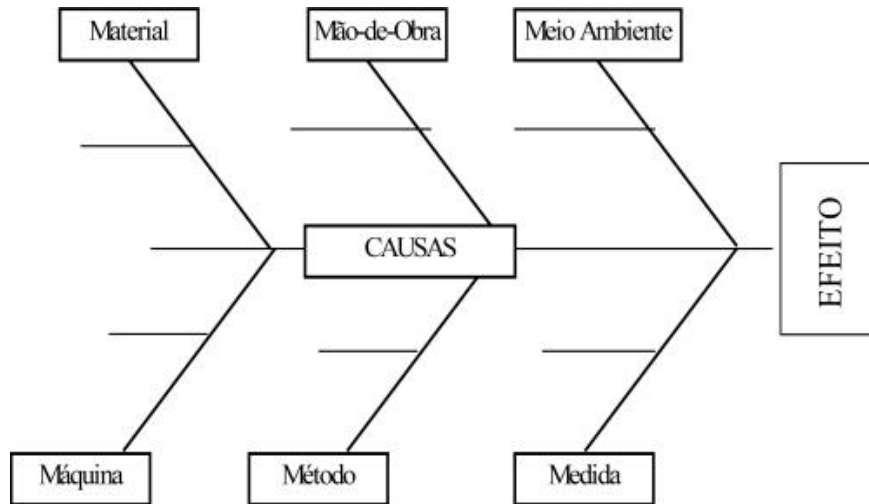 Material
Mão-de-Obra
Meio Ambiente
CAUSAS
EFEITO
Máquina
Método
Medida